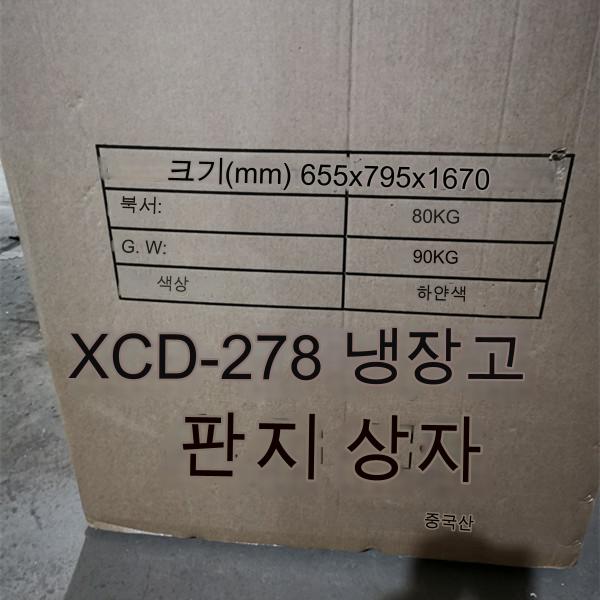 크기(mm) 655x795x1670
북서: 80KG
G. W: 90KG
색상 하얀색
XCD-278 냉장고
판지 상자
중국산